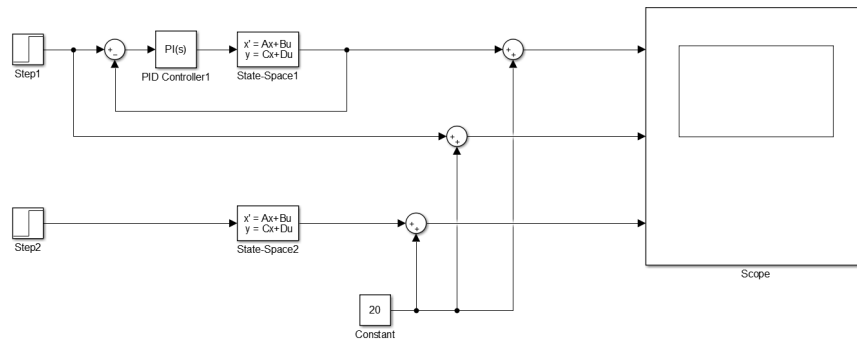 Step1
PI(s)
PID Controller1
x' = Ax+Bu
y = Cx+Du
State-Space1
Step2
x' = Ax+Bu
y = Cx+Du
State-Space2
20
Constant
Scope